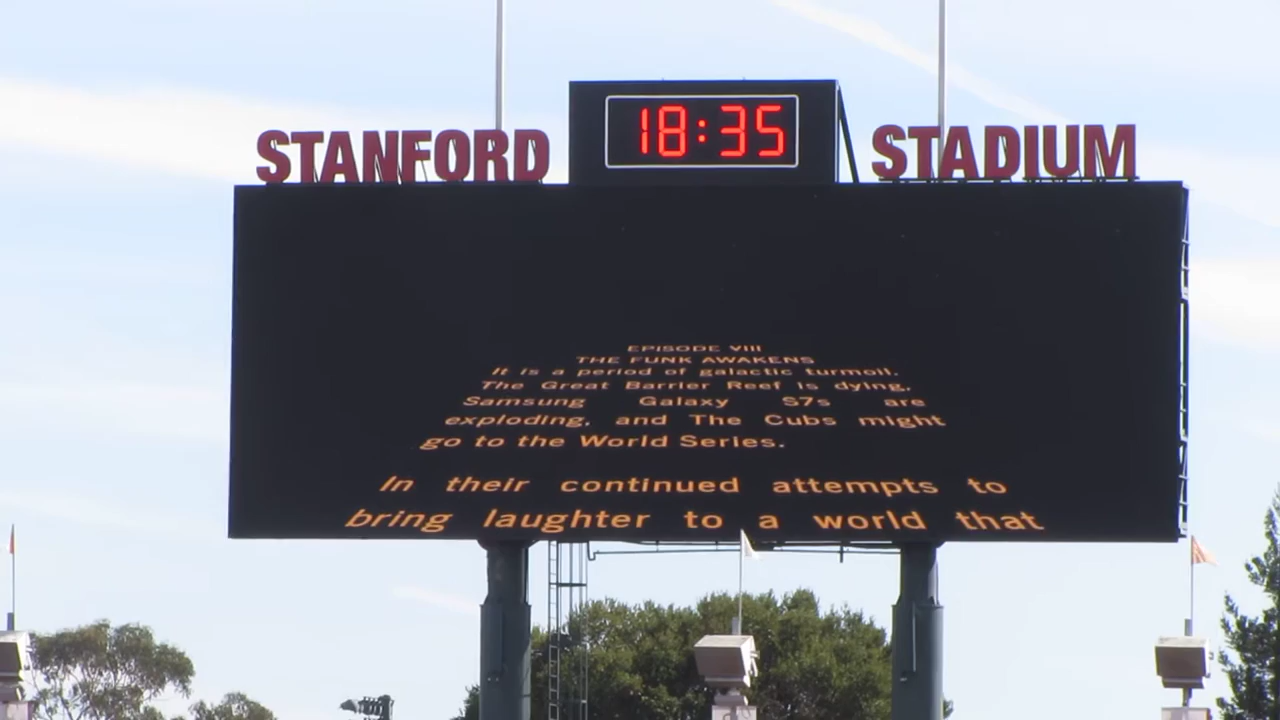 STANFORD 18:35 STADIUM
EPISODE VIII
THE FUNK AWAKENS
It is a period of galactic turmoil.
The Great Barrier Reef is dying,
Samsung Galaxy S7s are
exploding, and The Cubs might
go to the World Series.
In their continued attempts to
bring laughter to a world that